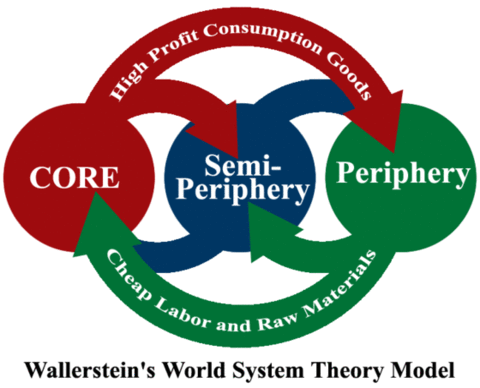 High Profit Consumption Goods
CORE
Semi-
Periphery
Periphery
Cheap Labor and Raw Materials
Wallerstein's World System Theory Model